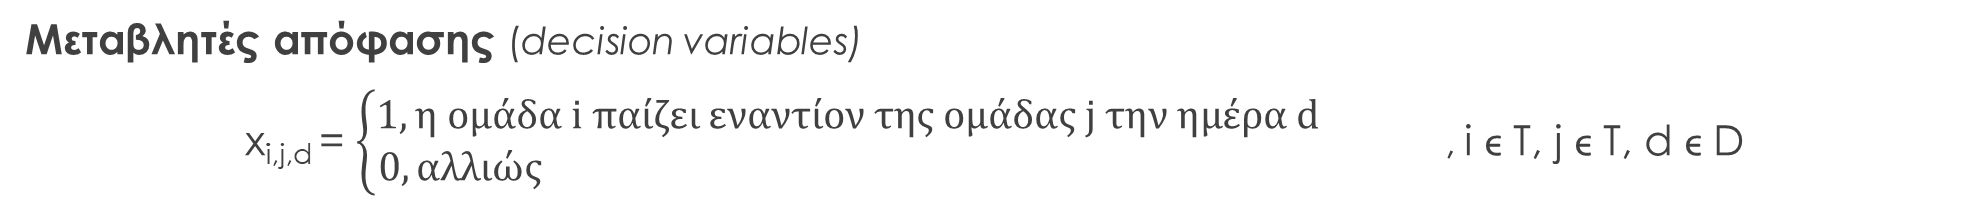 Μεταβλητές απόφασης (decision variables)
x_{i,j,d} = { 1, η ομάδα i παίζει εναντίον της ομάδας j την ημέρα d
0, αλλιώς , i ϵ T, j ϵ T, d ϵ D